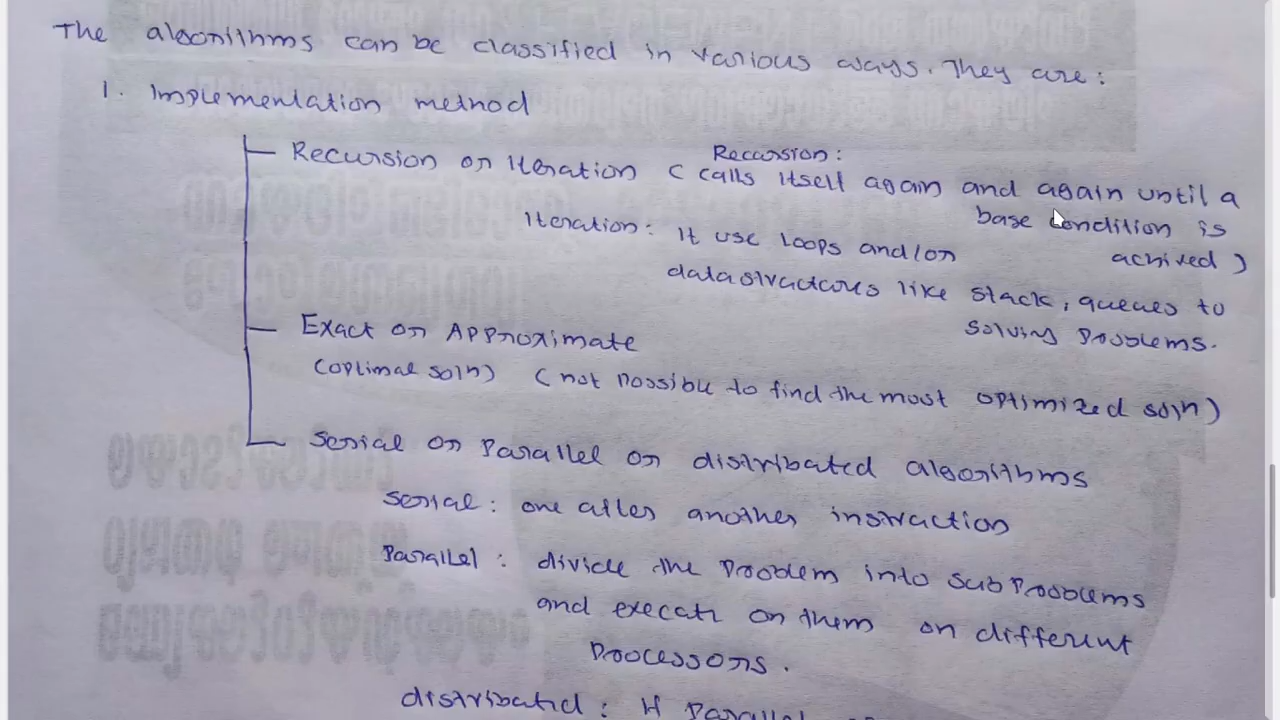 The algorithms can be classified in various ways. They are:
1. Implementation method
Recursion or Iteration
Recursion:
( calls itself again and again until a
base condition is
achived )
Iteration: It use loops and/or
datastructures like stack, queues to
solving problems.
Exact or Approximate
(optimal soln) (not possible to find the most optimized soln)
Serial or Parallel or distributed algorithms
Serial: one after another instruction
Parallel: divide the problem into subproblems
and execute on them on different
processors.
distributed: If Parallel